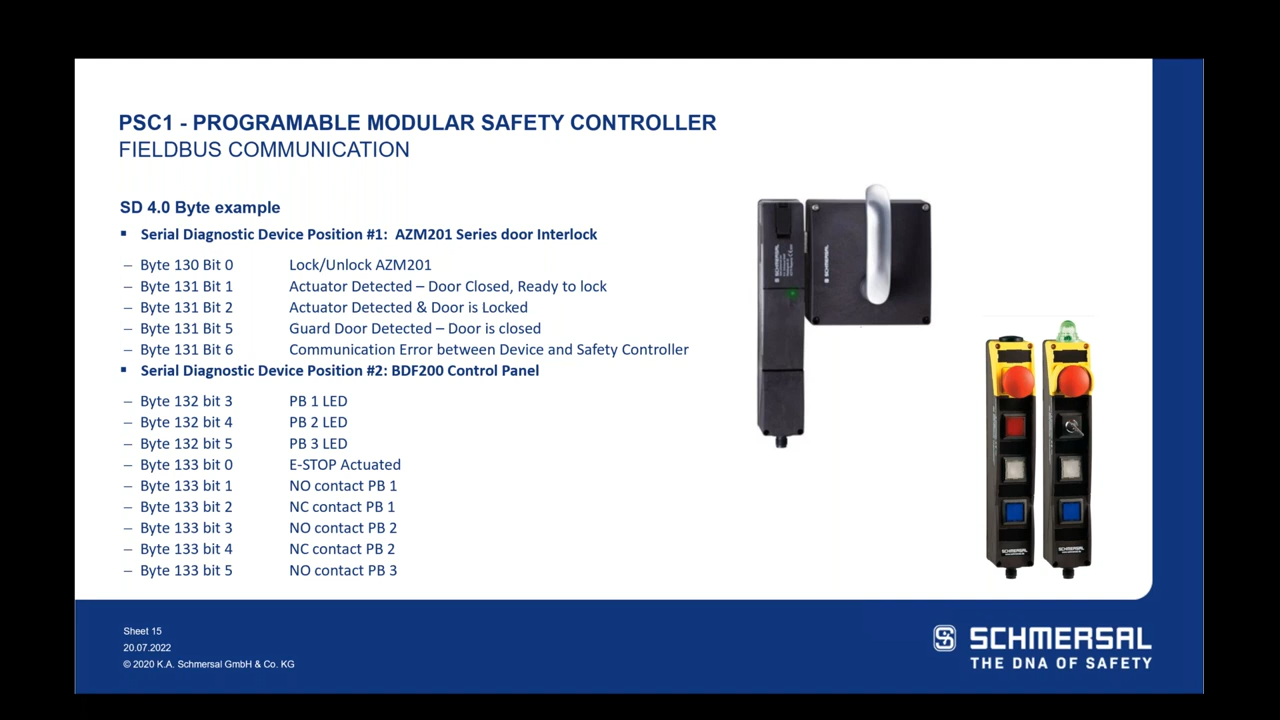 PSC1 - PROGRAMABLE MODULAR SAFETY CONTROLLER
FIELDBUS COMMUNICATION
SD 4.0 Byte example
▪ Serial Diagnostic Device Position #1: AZM201 Series door Interlock
– Byte 130 Bit 0 Lock/Unlock AZM201
– Byte 131 Bit 1 Actuator Detected – Door Closed, Ready to lock
– Byte 131 Bit 2 Actuator Detected & Door is Locked
– Byte 131 Bit 5 Guard Door Detected – Door is closed
– Byte 131 Bit 6 Communication Error between Device and Safety Controller
▪ Serial Diagnostic Device Position #2: BDF200 Control Panel
– Byte 132 bit 3 PB 1 LED
– Byte 132 bit 4 PB 2 LED
– Byte 132 bit 5 PB 3 LED
– Byte 133 bit 0 E-STOP Actuated
– Byte 133 bit 1 NO contact PB 1
– Byte 133 bit 2 NC contact PB 1
– Byte 133 bit 3 NO contact PB 2
– Byte 133 bit 4 NC contact PB 2
– Byte 133 bit 5 NO contact PB 3
SCHMERSAL
SCHMERSAL
SCHMERSAL
SCHMERSAL
Sheet 15
20.07.2022
© 2020 K.A. Schmersal GmbH & Co. KG
SCHMERSAL
THE DNA OF SAFETY